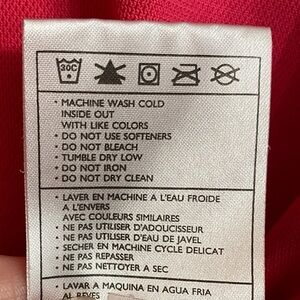 30C
• MACHINE WASH COLD
INSIDE OUT
WITH LIKE COLORS
• DO NOT USE SOFTENERS
• DO NOT BLEACH
• TUMBLE DRY LOW
• DO NOT IRON
• DO NOT DRY CLEAN
• LAVER EN MACHINE A L'EAU FROIDE
A L'ENVERS
AVEC COULEURS SIMILAIRES
• NE PAS UTILISER D'ADOUCISSEUR
• NE PAS UTILISER D'EAU DE JAVEL
• SECHER EN MACHINE CYCLE DELICAT
• NE PAS REPASSER
• NE PAS NETTOYER A SEC
• LAVAR A MAQUINA EN AGUA FRIA
AL REVES